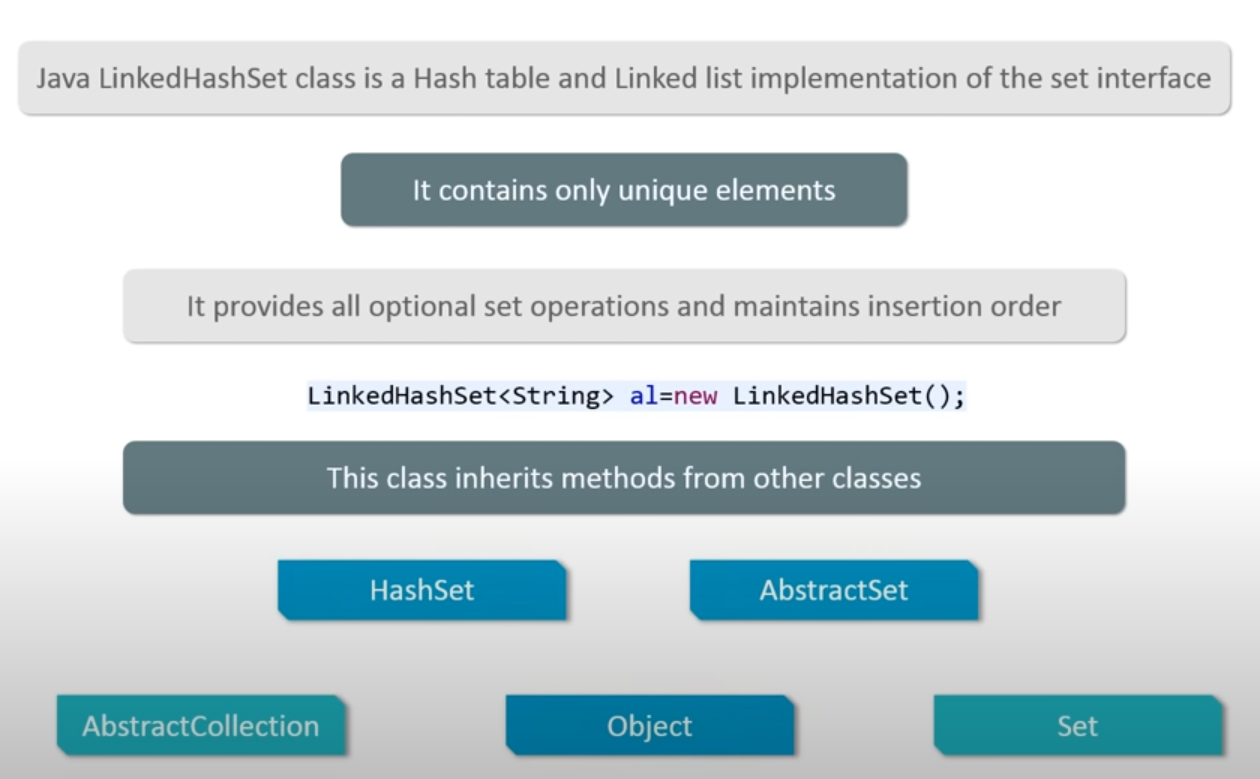 Java LinkedHashSet class is a Hash table and Linked list implementation of the set interface
It contains only unique elements
It provides all optional set operations and maintains insertion order
LinkedHashSet<String> al=new LinkedHashSet();
This class inherits methods from other classes
HashSet
AbstractSet
AbstractCollection
Object
Set